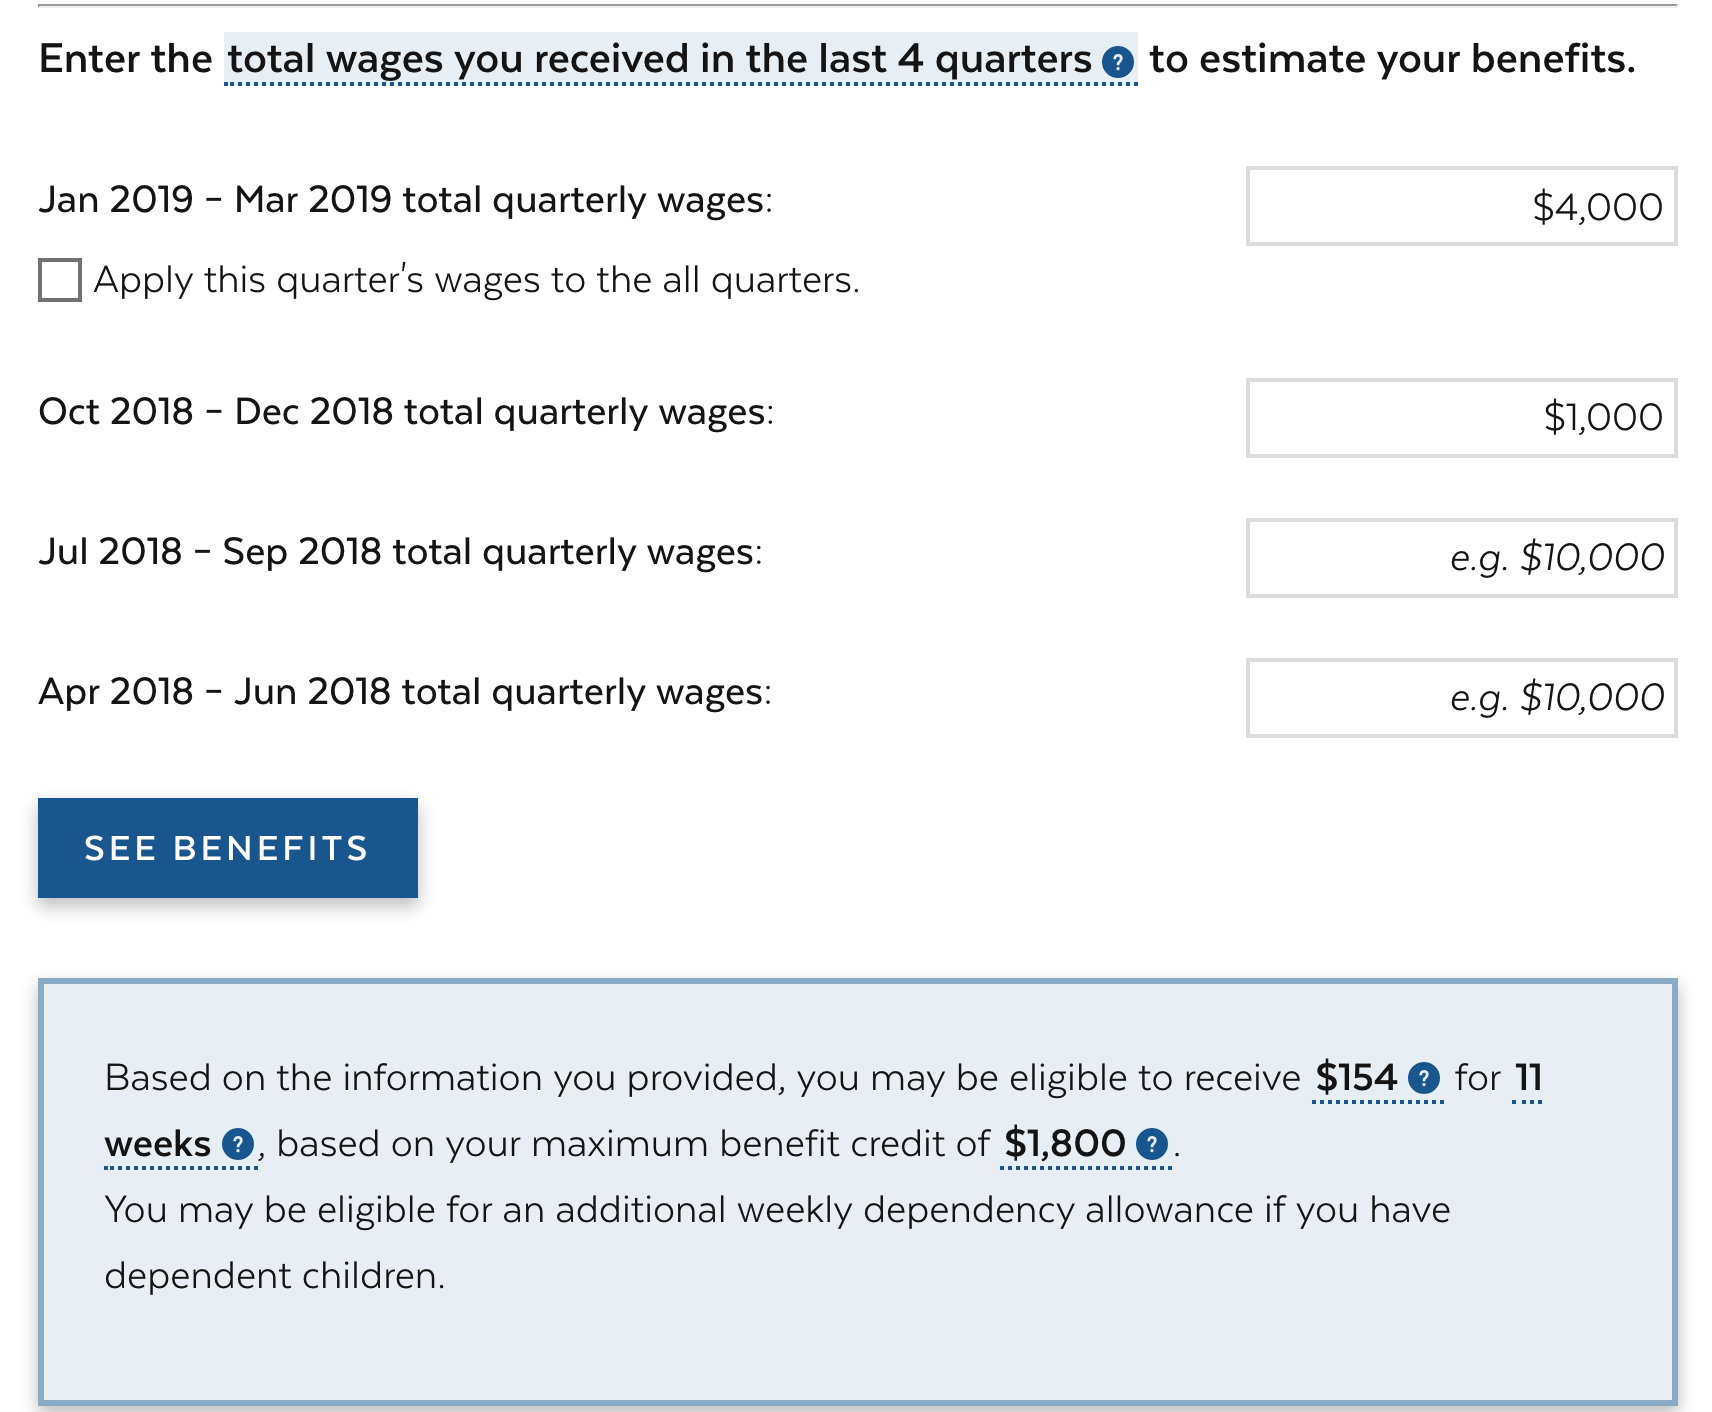 Enter the total wages you received in the last 4 quarters ? to estimate your benefits.
Jan 2019 – Mar 2019 total quarterly wages:
$4,000
Apply this quarter's wages to the all quarters.
Oct 2018 – Dec 2018 total quarterly wages:
$1,000
Jul 2018 – Sep 2018 total quarterly wages:
e.g. $10,000
Apr 2018 – Jun 2018 total quarterly wages:
e.g. $10,000
SEE BENEFITS
Based on the information you provided, you may be eligible to receive $154 ? for 11
weeks ?, based on your maximum benefit credit of $1,800 ?.
You may be eligible for an additional weekly dependency allowance if you have
dependent children.